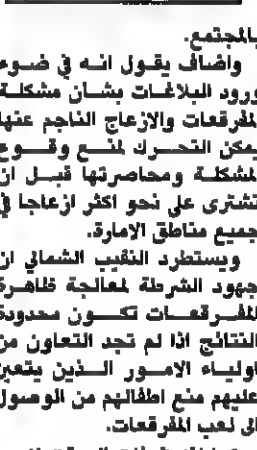 بالمجتمع.
واضاف يقول انه في ضوء
ورود البلاغات بشأن مشكلة
المفرقعات والازعاج الناجم عنها
يمكن التحرك لمنع وقوع
المشكلة ومحاصرتها قبل ان
تشترى على نحو اكثر ازعاجا في
جميع مناطق الامارة.
ويستطرد النقيب الشمالي ان
جهود الشرطة لمعالجة ظاهرة
المفرقعات تكون محدودة
النتائج اذا لم تجد التعاون من
اولياء الامور الذين يتعين
عليهم منع اطفالهم من الوصول
الى لعب المفرقعات.